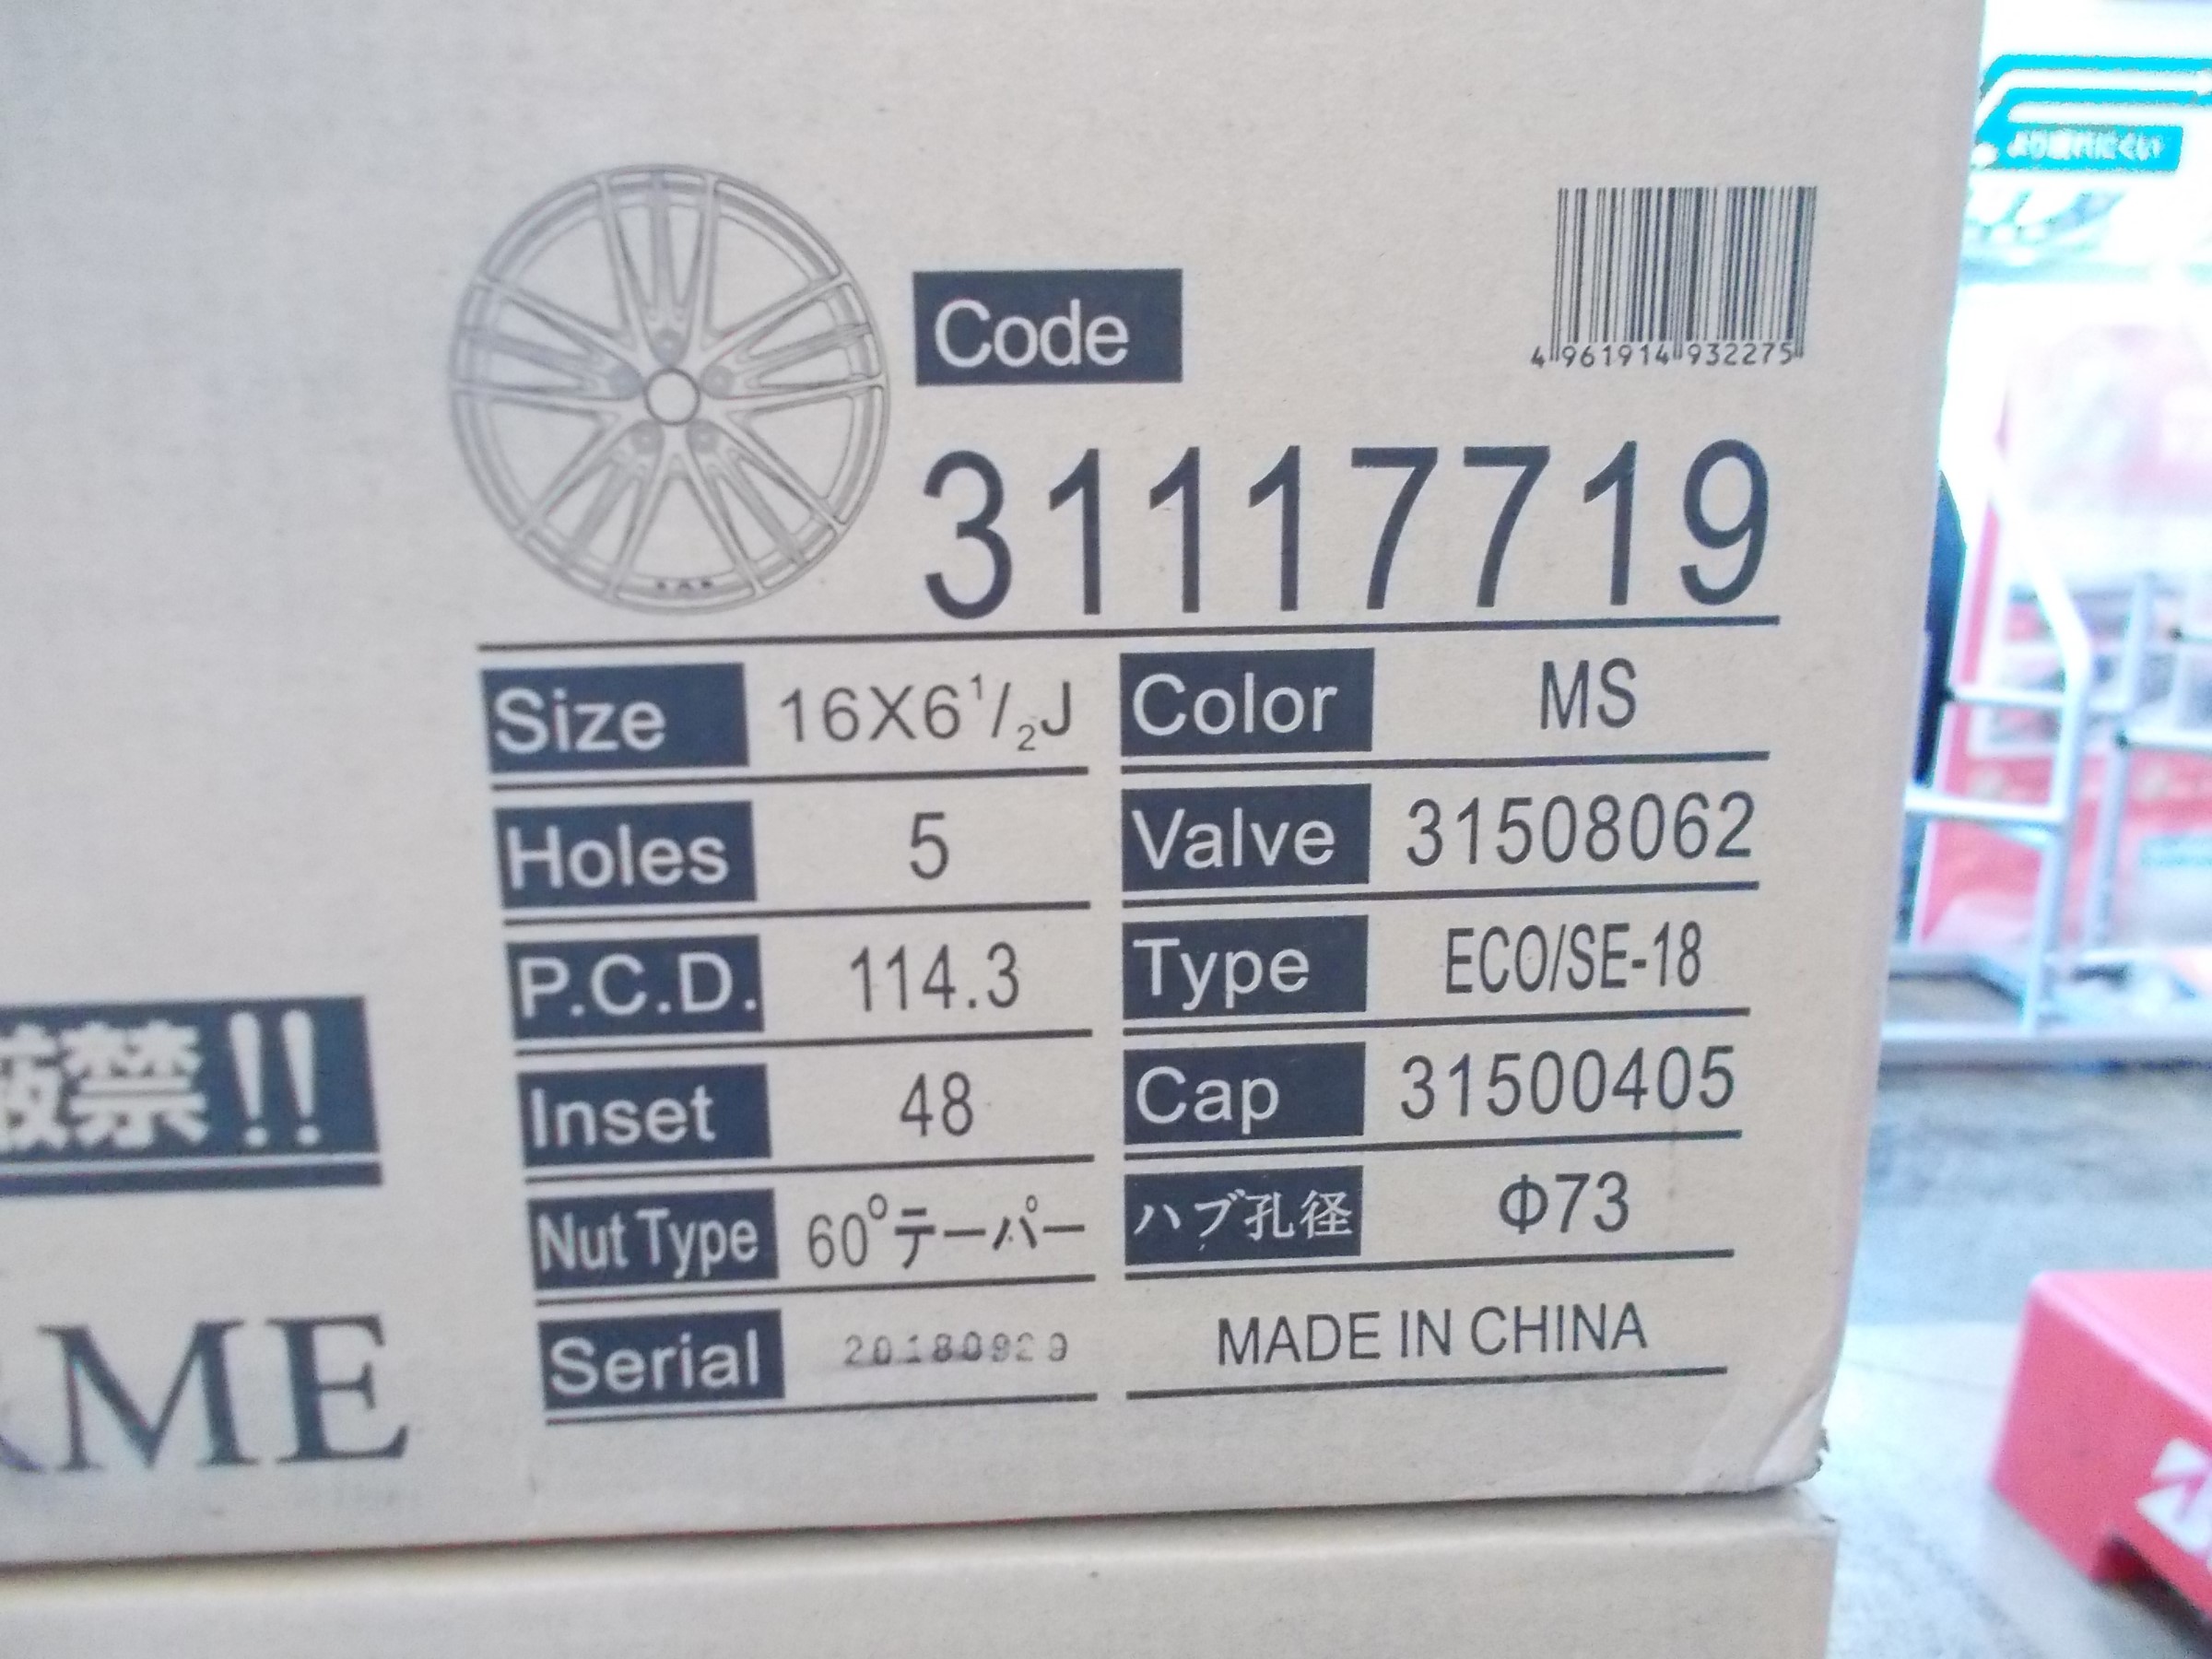 Code
4 961914 932275
31117719
Size 16X6 1/2J Color MS
Holes 5 Valve 31508062
P.C.D. 114.3 Type ECO/SE-18
Inset 48 Cap 31500405
厳禁!!
Nut Type 60°テーパー ハブ孔径 Φ73
Serial 20180929 MADE IN CHINA
RME